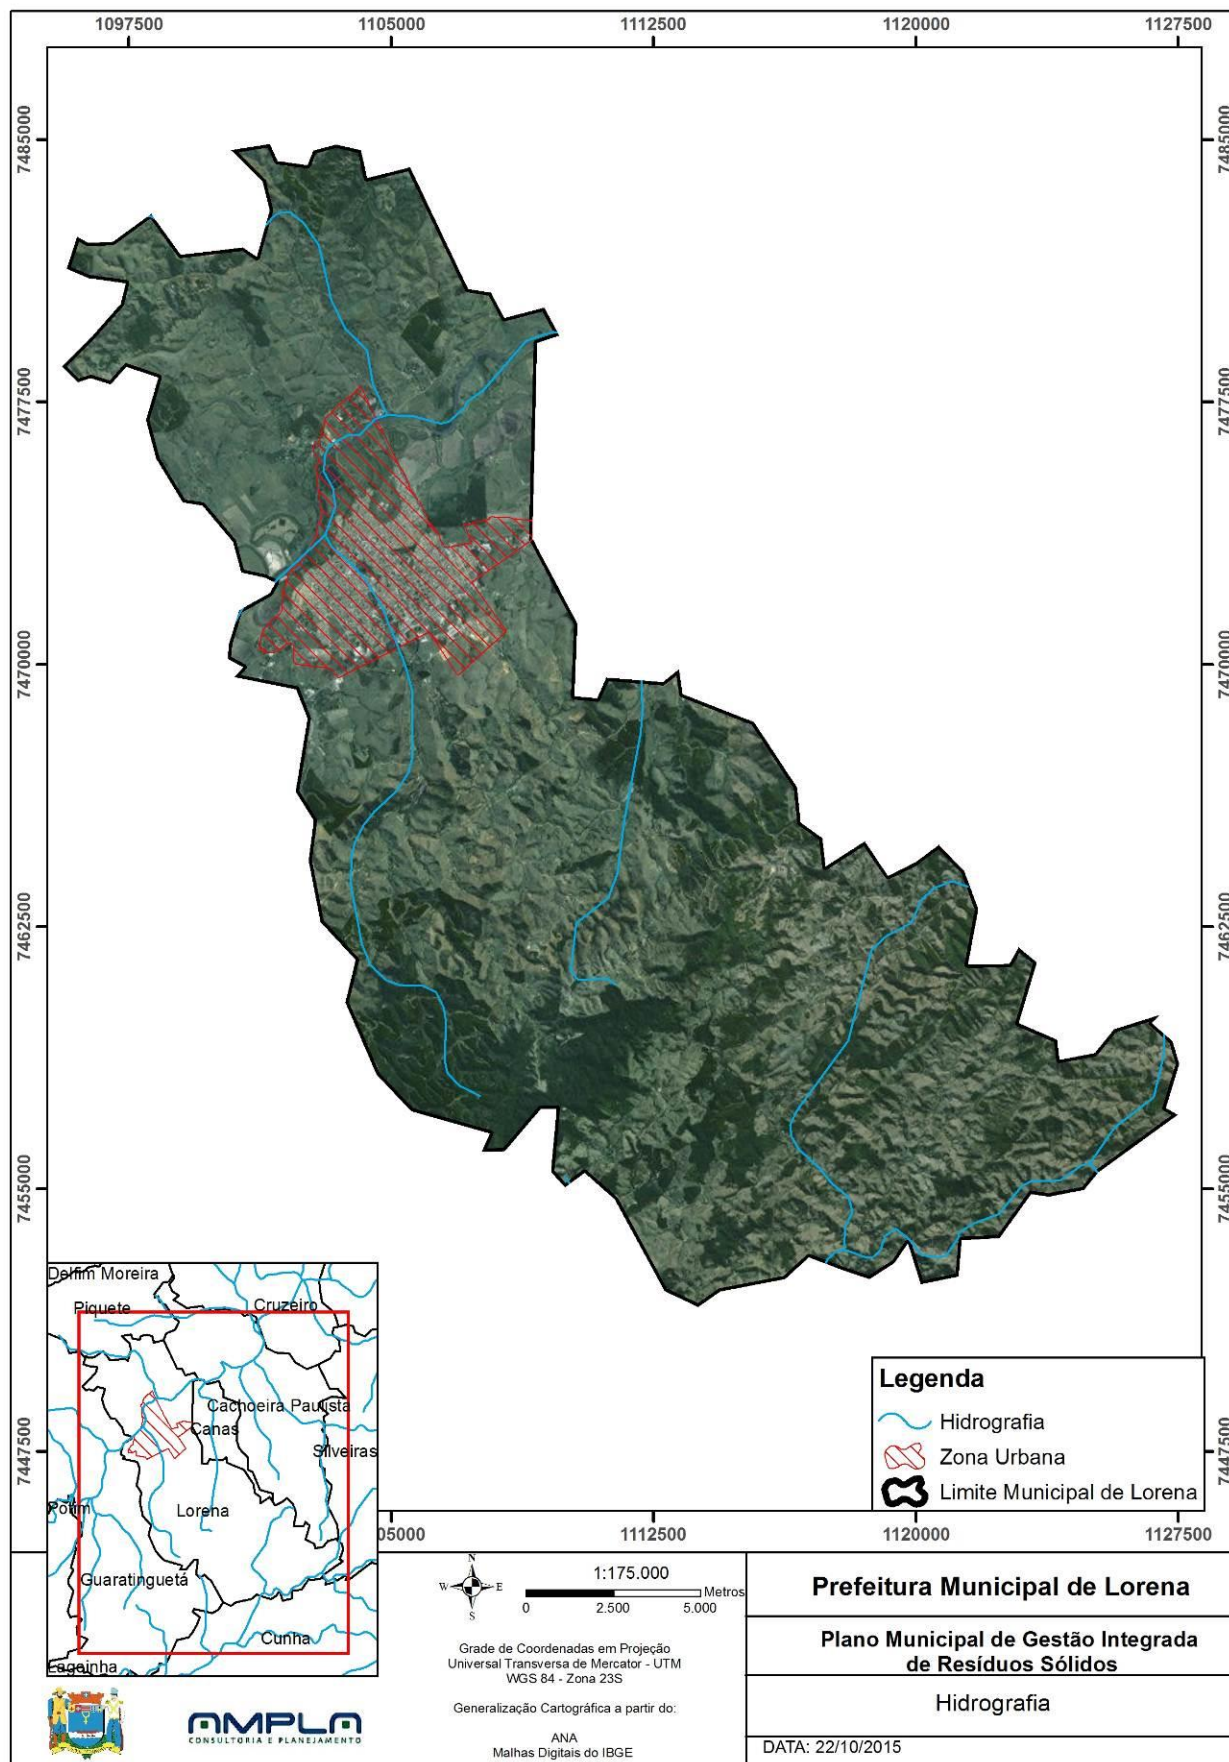 1097500 1105000 1112500 1120000 1127500
7485000 7485000
7477500 7477500
7470000 7470000
7462500 7462500
7455000 7455000
7447500 7447500
Delfim Moreira
Piquete
Cruzeiro
Cachoeira Paulista
Canas
Silveiras
Potim
Lorena
Guaratinguetá
Cunha
Lagoinha
Legenda
Hidrografia
Zona Urbana
Limite Municipal de Lorena
05000 1112500 1120000 1127500
N
W E
S
1:175.000
Metros
0 2.500 5.000
Grade de Coordenadas em Projeção
Universal Transversa de Mercator - UTM
WGS 84 - Zona 23S
Generalização Cartográfica a partir do:
ANA
Malhas Digitais do IBGE
AMPLA
CONSULTORIA E PLANEJAMENTO
Prefeitura Municipal de Lorena
Plano Municipal de Gestão Integrada
de Resíduos Sólidos
Hidrografia
DATA: 22/10/2015